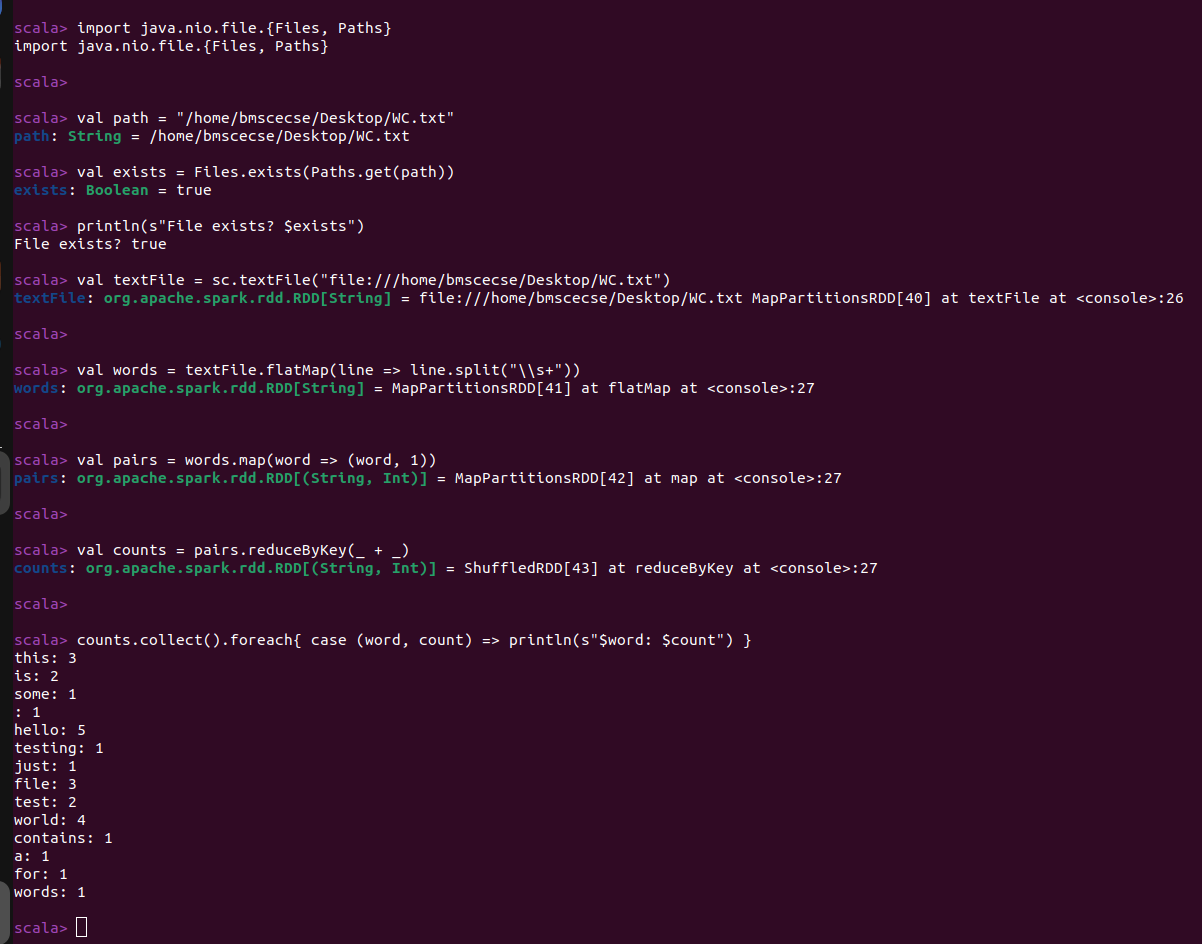 scala> import java.nio.file.{Files, Paths}
import java.nio.file.{Files, Paths}
scala>
scala> val path = "/home/bmscecse/Desktop/WC.txt"
path: String = /home/bmscecse/Desktop/WC.txt
scala> val exists = Files.exists(Paths.get(path))
exists: Boolean = true
scala> println(s"File exists? $exists")
File exists? true
scala> val textFile = sc.textFile("file:///home/bmscecse/Desktop/WC.txt")
textFile: org.apache.spark.rdd.RDD[String] = file:///home/bmscecse/Desktop/WC.txt MapPartitionsRDD[40] at textFile at <console>:26
scala>
scala> val words = textFile.flatMap(line => line.split("\\s+"))
words: org.apache.spark.rdd.RDD[String] = MapPartitionsRDD[41] at flatMap at <console>:27
scala>
scala> val pairs = words.map(word => (word, 1))
pairs: org.apache.spark.rdd.RDD[(String, Int)] = MapPartitionsRDD[42] at map at <console>:27
scala>
scala> val counts = pairs.reduceByKey(_ + _)
counts: org.apache.spark.rdd.RDD[(String, Int)] = ShuffledRDD[43] at reduceByKey at <console>:27
scala>
scala> counts.collect().foreach{ case (word, count) => println(s"$word: $count") }
this: 3
is: 2
some: 1
: 1
hello: 5
testing: 1
just: 1
file: 3
test: 2
world: 4
contains: 1
a: 1
for: 1
words: 1
scala>